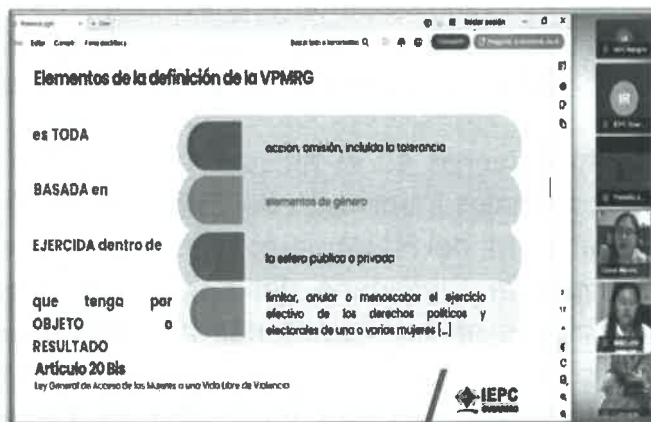 Iniciar sesión
Editar
Elementos de la definición de la VPMRG
es TODA
acción, omisión, incluida la tolerancia
BASADA en
elementos de género
EJERCIDA dentro de
la esfera pública o privada
que tenga por
OBJETO o
RESULTADO
limitar, anular o menoscabar el ejercicio
efectivo de los derechos políticos y
electorales de una o varias mujeres [...]
Artículo 20 Bis
Ley General de Acceso de las Mujeres a una Vida Libre de Violencia
IEPC
GUERRERO
IR